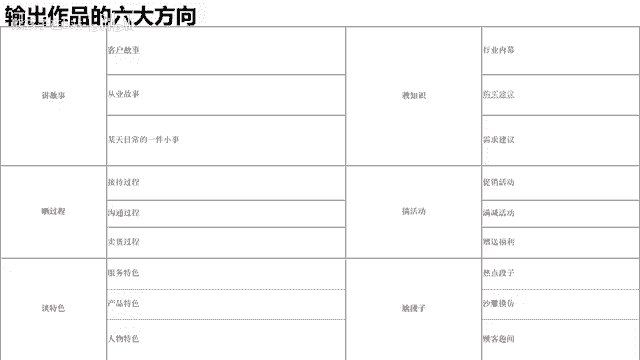 输出作品的六大方向
讲故事
客户故事
从业故事
某天日常的一件小事
教知识
行业内幕
购买建议
需求建议
晒过程
接待过程
沟通过程
卖货过程
搞活动
促销活动
满减活动
赠送福利
谈特色
服务特色
产品特色
人物特色
施段子
热点段子
沙雕模仿
顾客趣闻